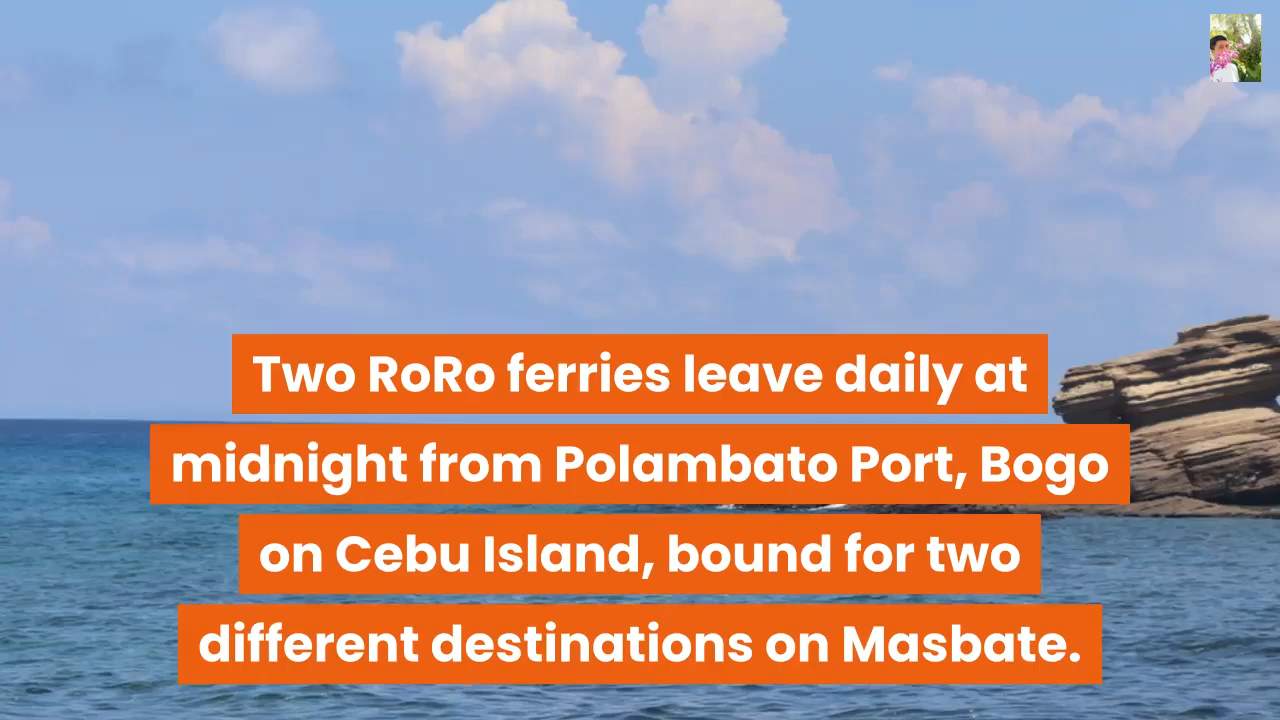 Two RoRo ferries leave daily at
midnight from Polambato Port, Bogo
on Cebu Island, bound for two
different destinations on Masbate.